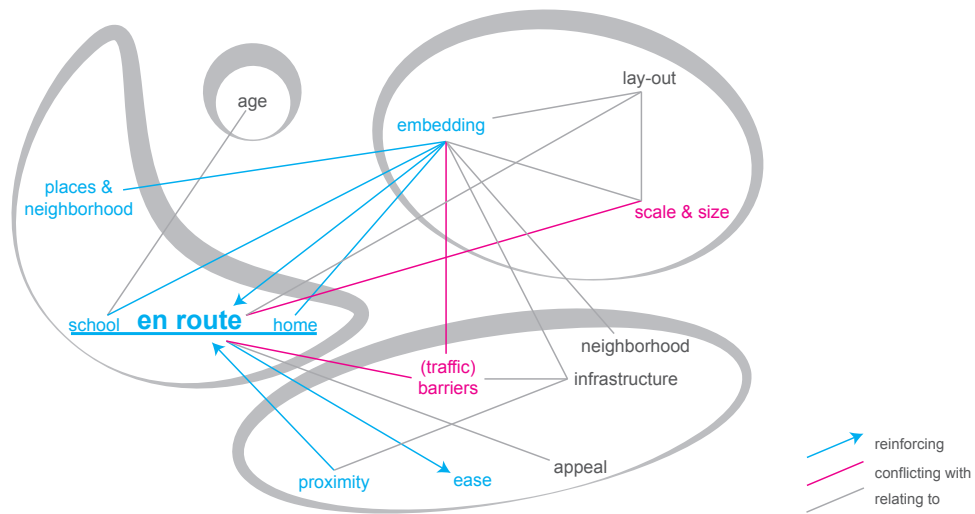 lay-out
age
embedding
places &
neighborhood
scale & size
school en route home
neighborhood
(traffic)
barriers
infrastructure
appeal
proximity
ease
reinforcing
conflicting with
relating to